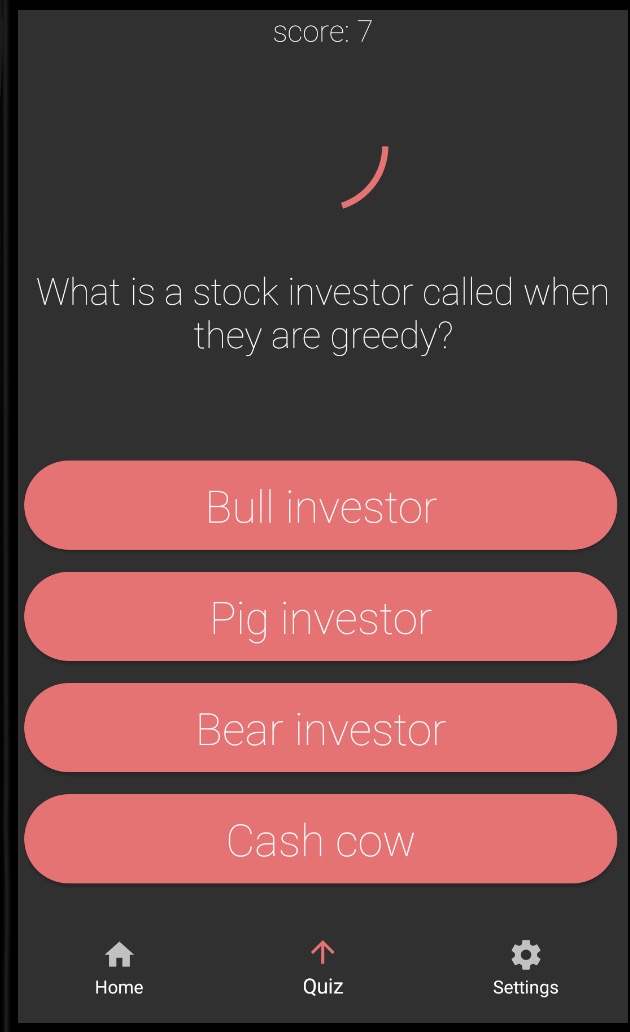 score: 7
What is a stock investor called when
they are greedy?
Bull investor
Pig investor
Bear investor
Cash cow
Home
Quiz
Settings